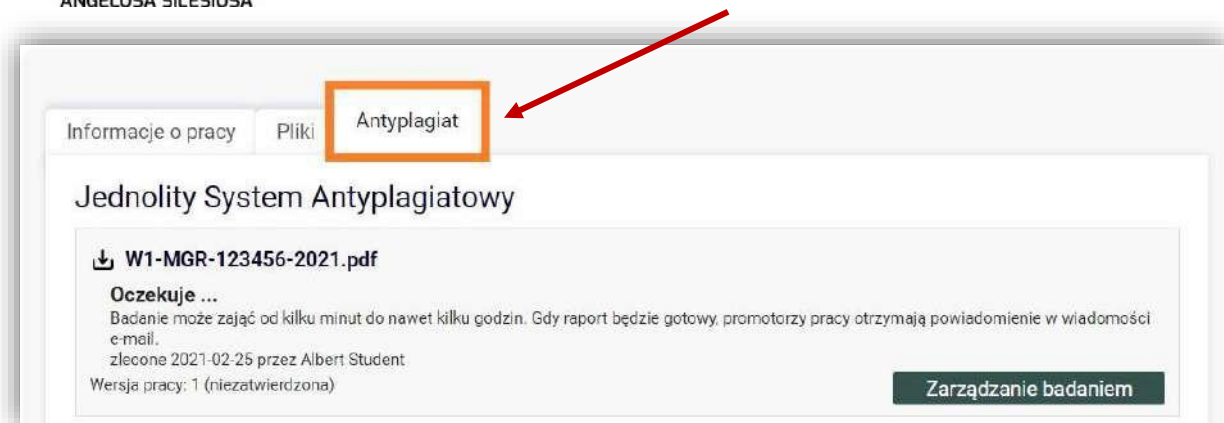 ANGELUSA SILESIUSA
Informacje o pracy Pliki Antyplagiat
Jednolity System Antyplagiatowy
W1-MGR-123456-2021.pdf
Oczekuje ...
Badanie może zająć od kilku minut do nawet kilku godzin. Gdy raport będzie gotowy, promotorzy pracy otrzymają powiadomienie w wiadomości
e-mail.
zlecone 2021-02-25 przez Albert Student
Wersja pracy: 1 (niezatwierdzona)
Zarządzanie badaniem